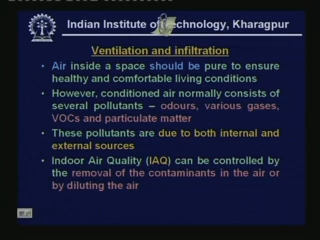 Indian Institute of Technology, Kharagpur
Ventilation and infiltration
• Air inside a space should be pure to ensure
healthy and comfortable living conditions
• However, conditioned air normally consists of
several pollutants – odours, various gases,
VOCs and particulate matter
• These pollutants are due to both internal and
external sources
• Indoor Air Quality (IAQ) can be controlled by
the removal of the contaminants in the air or
by diluting the air